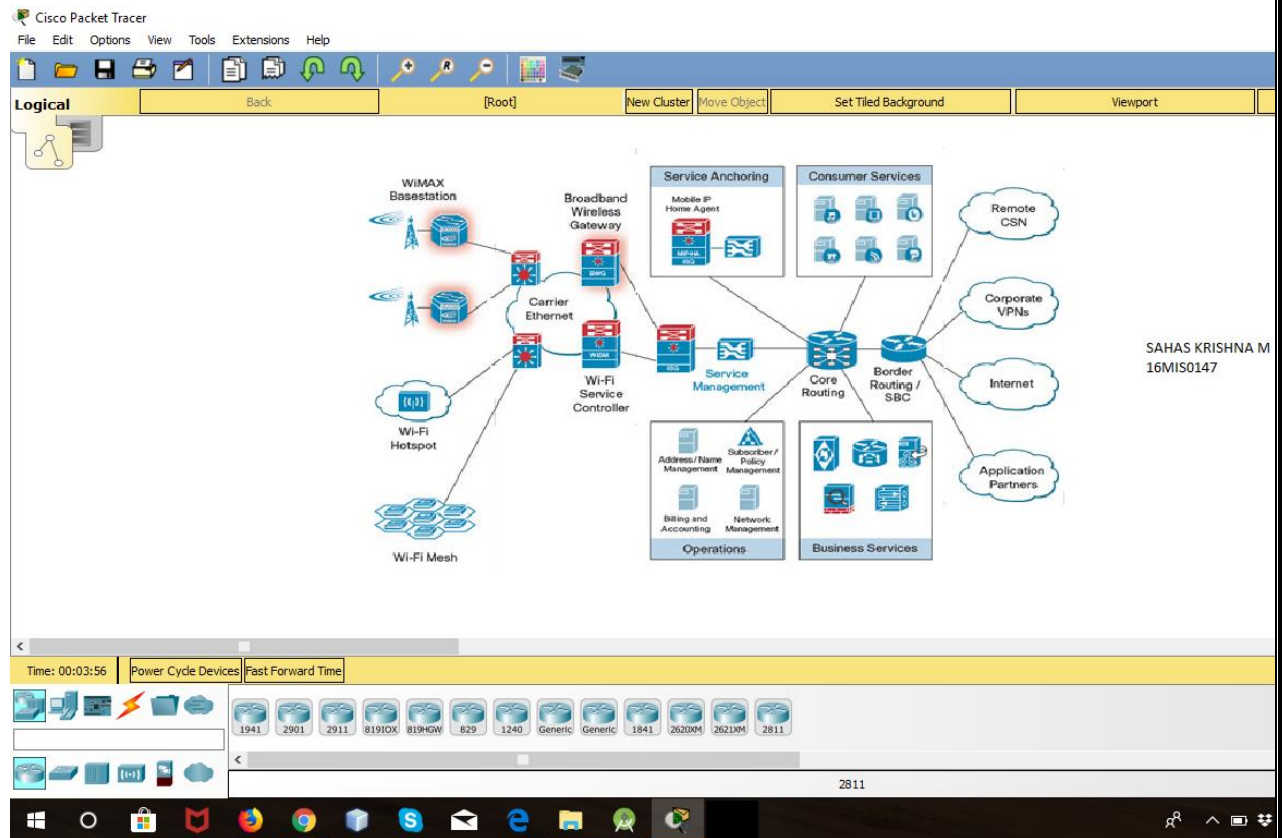 Cisco Packet Tracer
File Edit Options View Tools Extensions Help
Logical Back [Root] New Cluster Move Object Set Tiled Background Viewport
WiMAX
Basestation
Broadband
Wireless
Gateway
BWG
Carrier
Ethernet
Wi-Fi
Hotspot
Wi-Fi Mesh
Wi-Fi
Service
Controller
Service Anchoring
Mobile IP
Home Agent
MIP-HA
Consumer Services
Service
Management
Core
Routing
Border
Routing /
SBC
Remote
CSN
Corporate
VPNs
Internet
Application
Partners
Address/Name
Management
Subscriber/
Policy
Management
Billing and
Accounting
Network
Management
Operations
Business Services
SAHAS KRISHNA M
16MIS0147
Time: 00:03:56 Power Cycle Devices Fast Forward Time
1941 2901 2911 819IOX 819HGW 829 1240 Generic Generic 1841 2620XM 2621XM 2811
2811